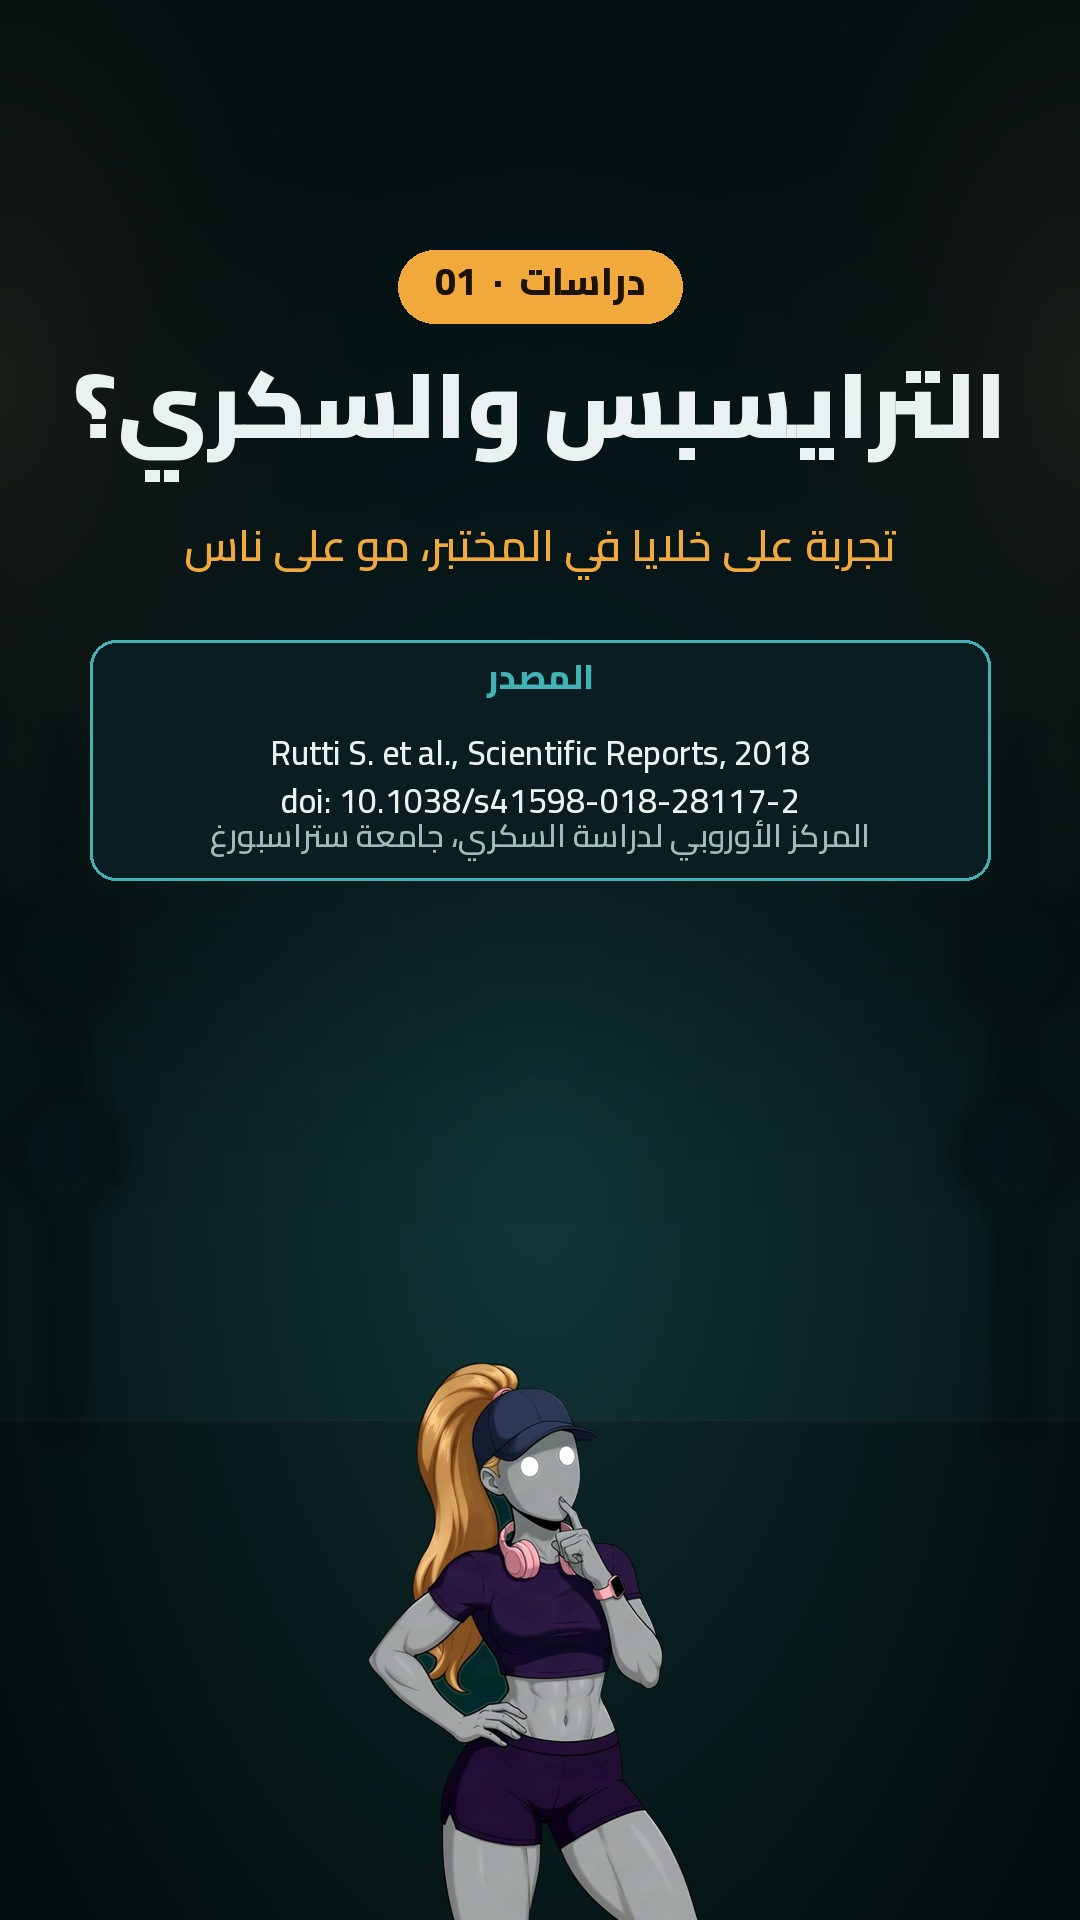 دراسات · 01
الترايسبس والسكري؟
تجربة على خلايا في المختبر، مو على ناس
المصدر
Rutti S. et al., Scientific Reports, 2018
doi: 10.1038/s41598-018-28117-2
المركز الأوروبي لدراسة السكري، جامعة ستراسبورغ